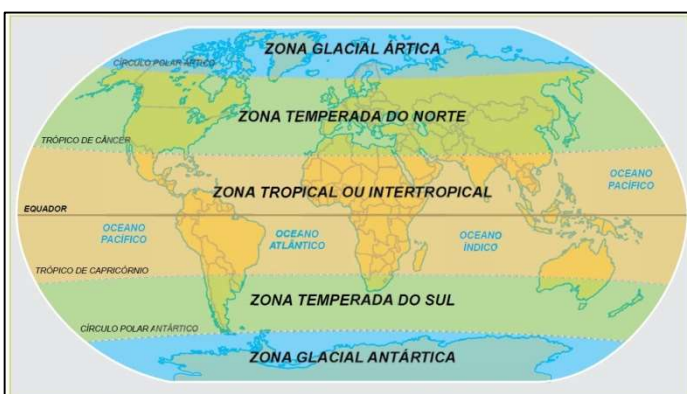 ZONA GLACIAL ÁRTICA
CÍRCULO POLAR ÁRTICO
ZONA TEMPERADA DO NORTE
TRÓPICO DE CÂNCER
OCEANO
PACÍFICO
ZONA TROPICAL OU INTERTROPICAL
EQUADOR
OCEANO
PACÍFICO
OCEANO
ATLÂNTICO
OCEANO
ÍNDICO
TRÓPICO DE CAPRICÓRNIO
ZONA TEMPERADA DO SUL
CÍRCULO POLAR ANTÁRTICO
ZONA GLACIAL ANTÁRTICA